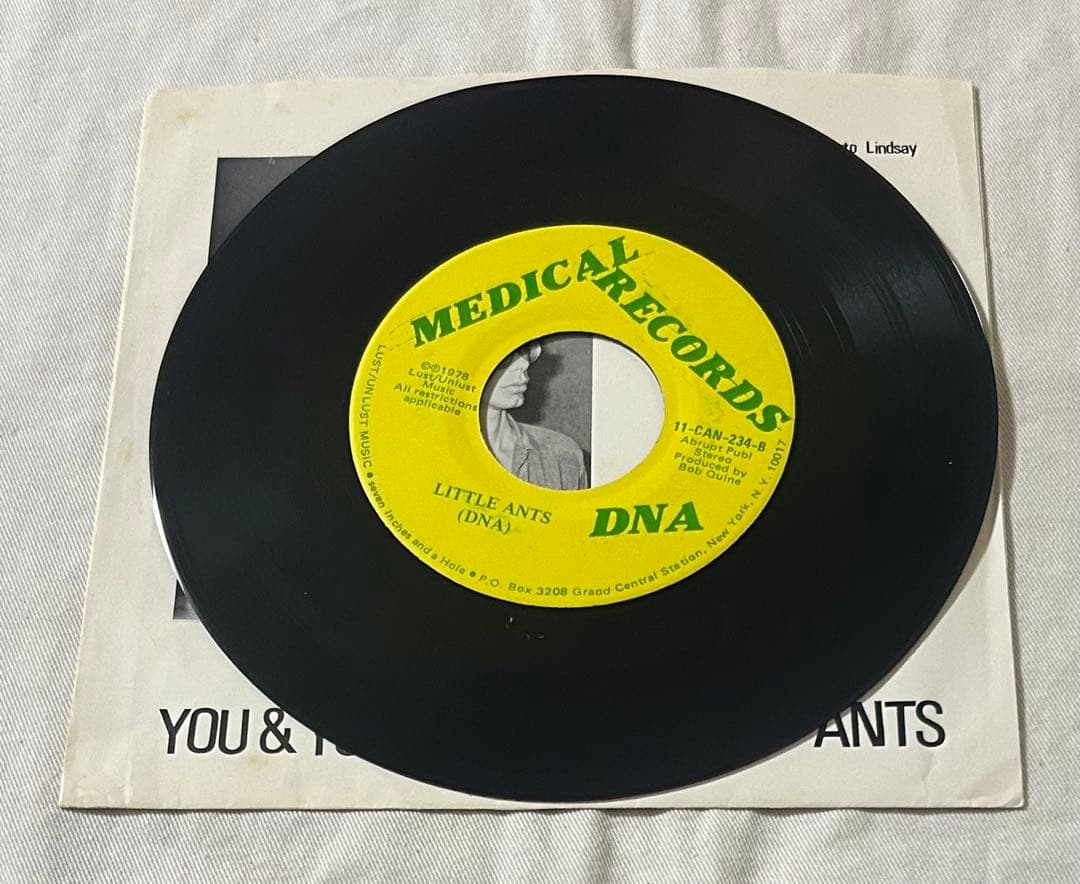 to Lindsay
MEDICAL RECORDS
©℗1978
Lust/Unlust
Music
All restrictions
applicable
11-CAN-234-B
Abrupt Publ
Stereo
Produced by
Bob Quine
LITTLE ANTS
(DNA)
DNA
LUST/UNLUST MUSIC ● seven inches and a Hole ● P.O. Box 3208 Grand Central Station, New York, N.Y. 10017
YOU &
ANTS